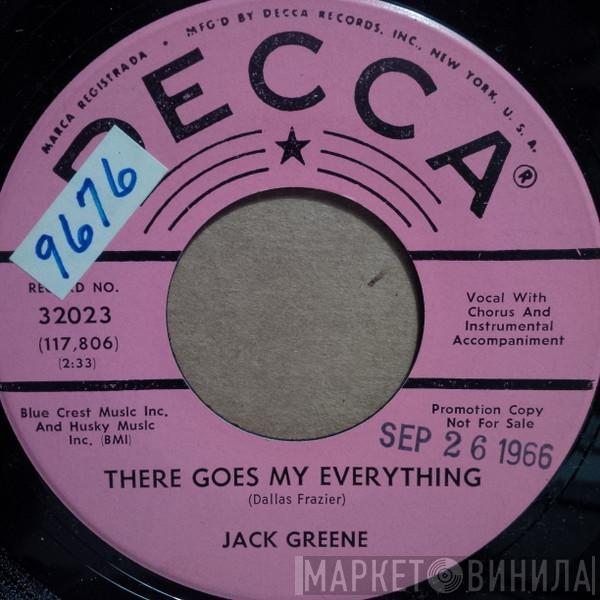 MARCA REGISTRADA • MFG'D BY DECCA RECORDS, INC., NEW YORK, U. S. A.
DECCA®
9676
RECORD NO.
32023
(117,806)
(2:33)
Vocal With
Chorus And
Instrumental
Accompaniment
Blue Crest Music Inc.
And Husky Music
Inc. (BMI)
Promotion Copy
Not For Sale
SEP 26 1966
THERE GOES MY EVERYTHING
(Dallas Frazier)
JACK GREENE
МАРКЕТ ВИНИЛА